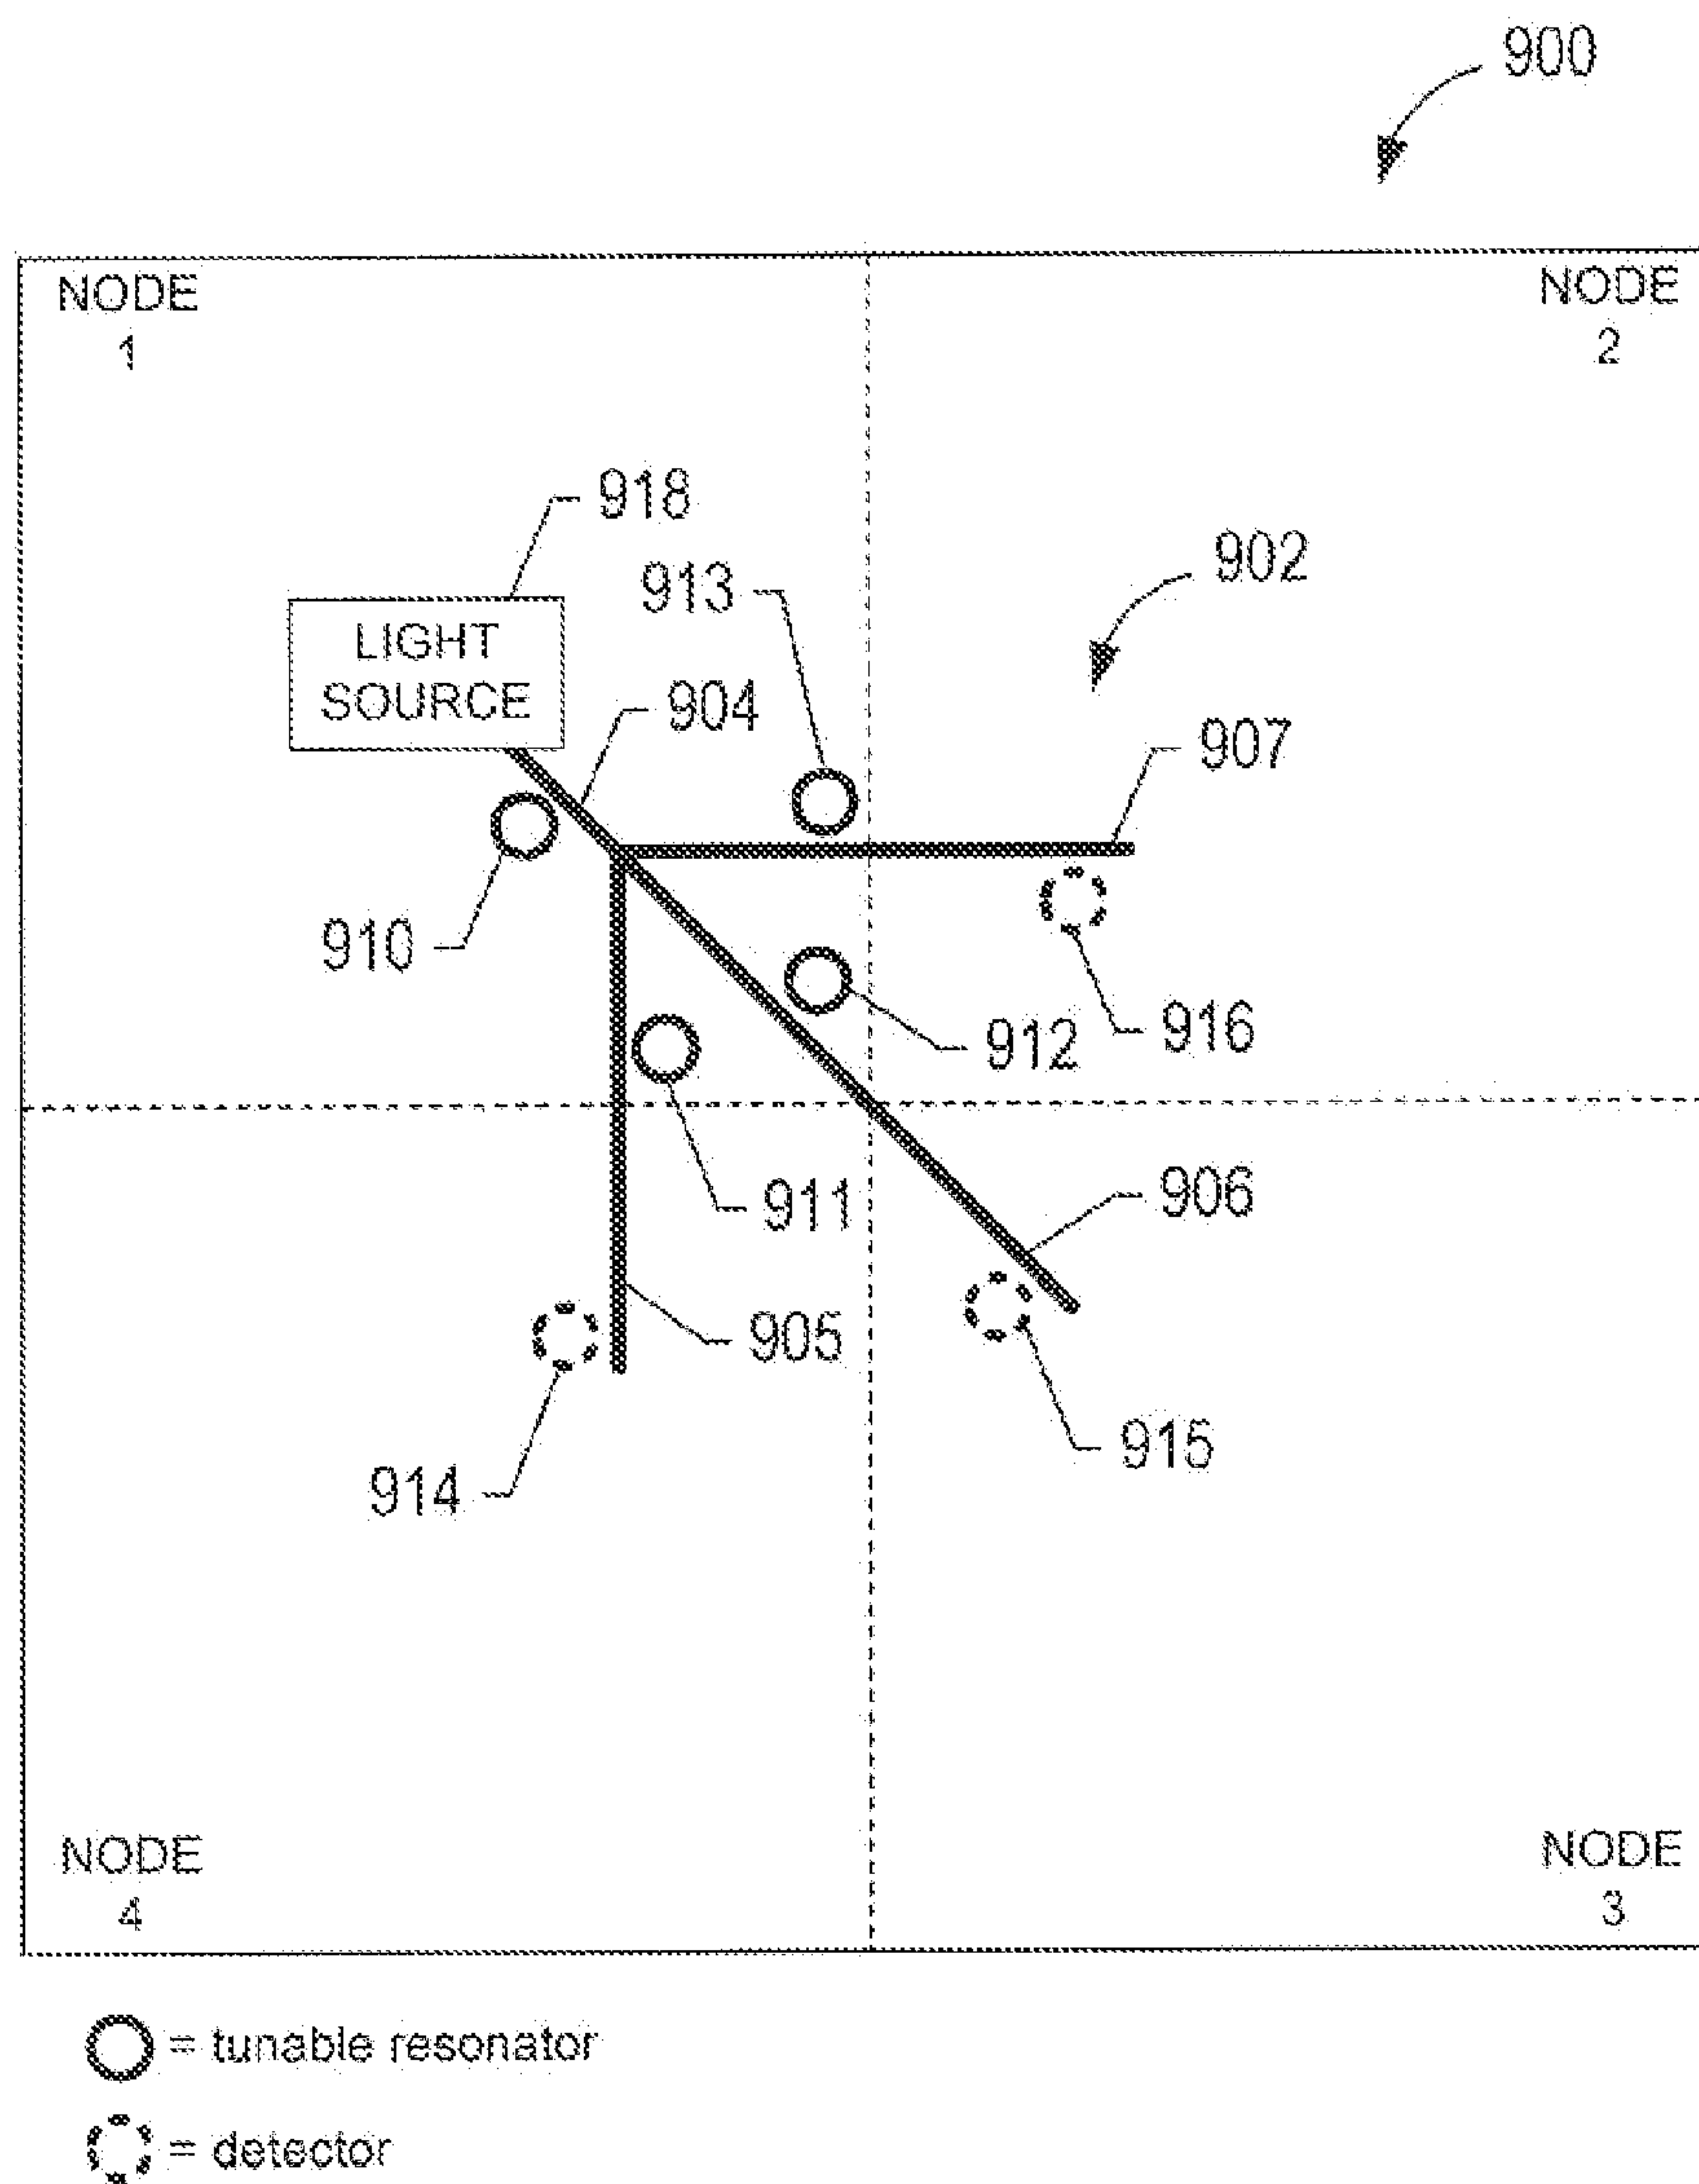 900
NODE
1
NODE
2
918
LIGHT
SOURCE
913
902
904
907
910
912
916
911
906
905
915
914
NODE
4
NODE
3
= tunable resonator
= detector